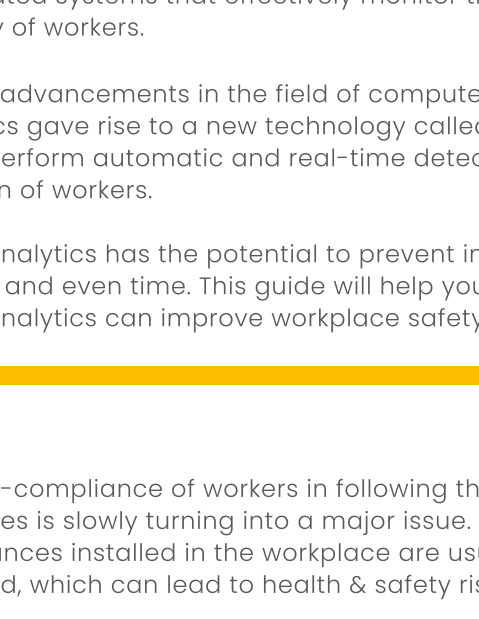 y of workers.
advancements in the field of compute
cs gave rise to a new technology called
erform automatic and real-time detec
n of workers.
nalytics has the potential to prevent in
and even time. This guide will help you
nalytics can improve workplace safety
-compliance of workers in following th
es is slowly turning into a major issue.
ances installed in the workplace are usu
d, which can lead to health & safety ris